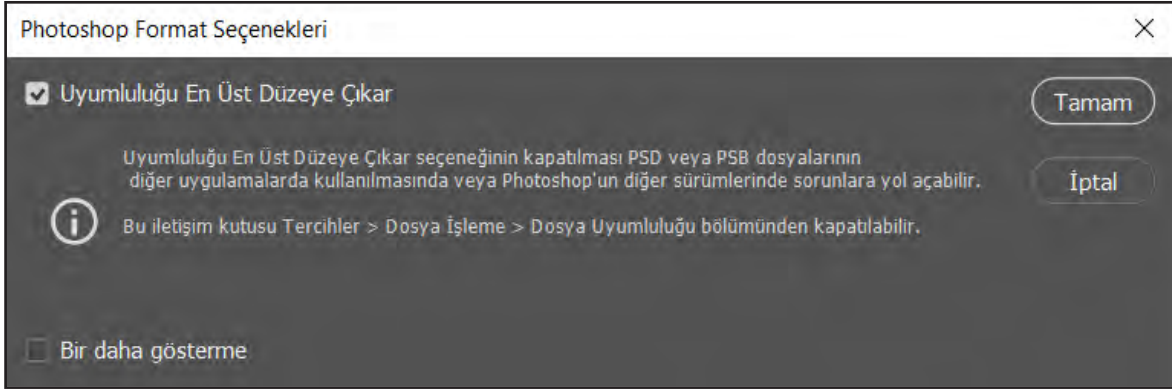 Photoshop Format Seçenekleri
Uyumluluğu En Üst Düzeye Çıkar
Tamam
Uyumluluğu En Üst Düzeye Çıkar seçeneğinin kapatılması PSD veya PSB dosyalarının
diğer uygulamalarda kullanılmasında veya Photoshop'un diğer sürümlerinde sorunlara yol açabilir.
İptal
Bu iletişim kutusu Tercihler > Dosya İşleme > Dosya Uyumluluğu bölümünden kapatılabilir.
Bir daha gösterme